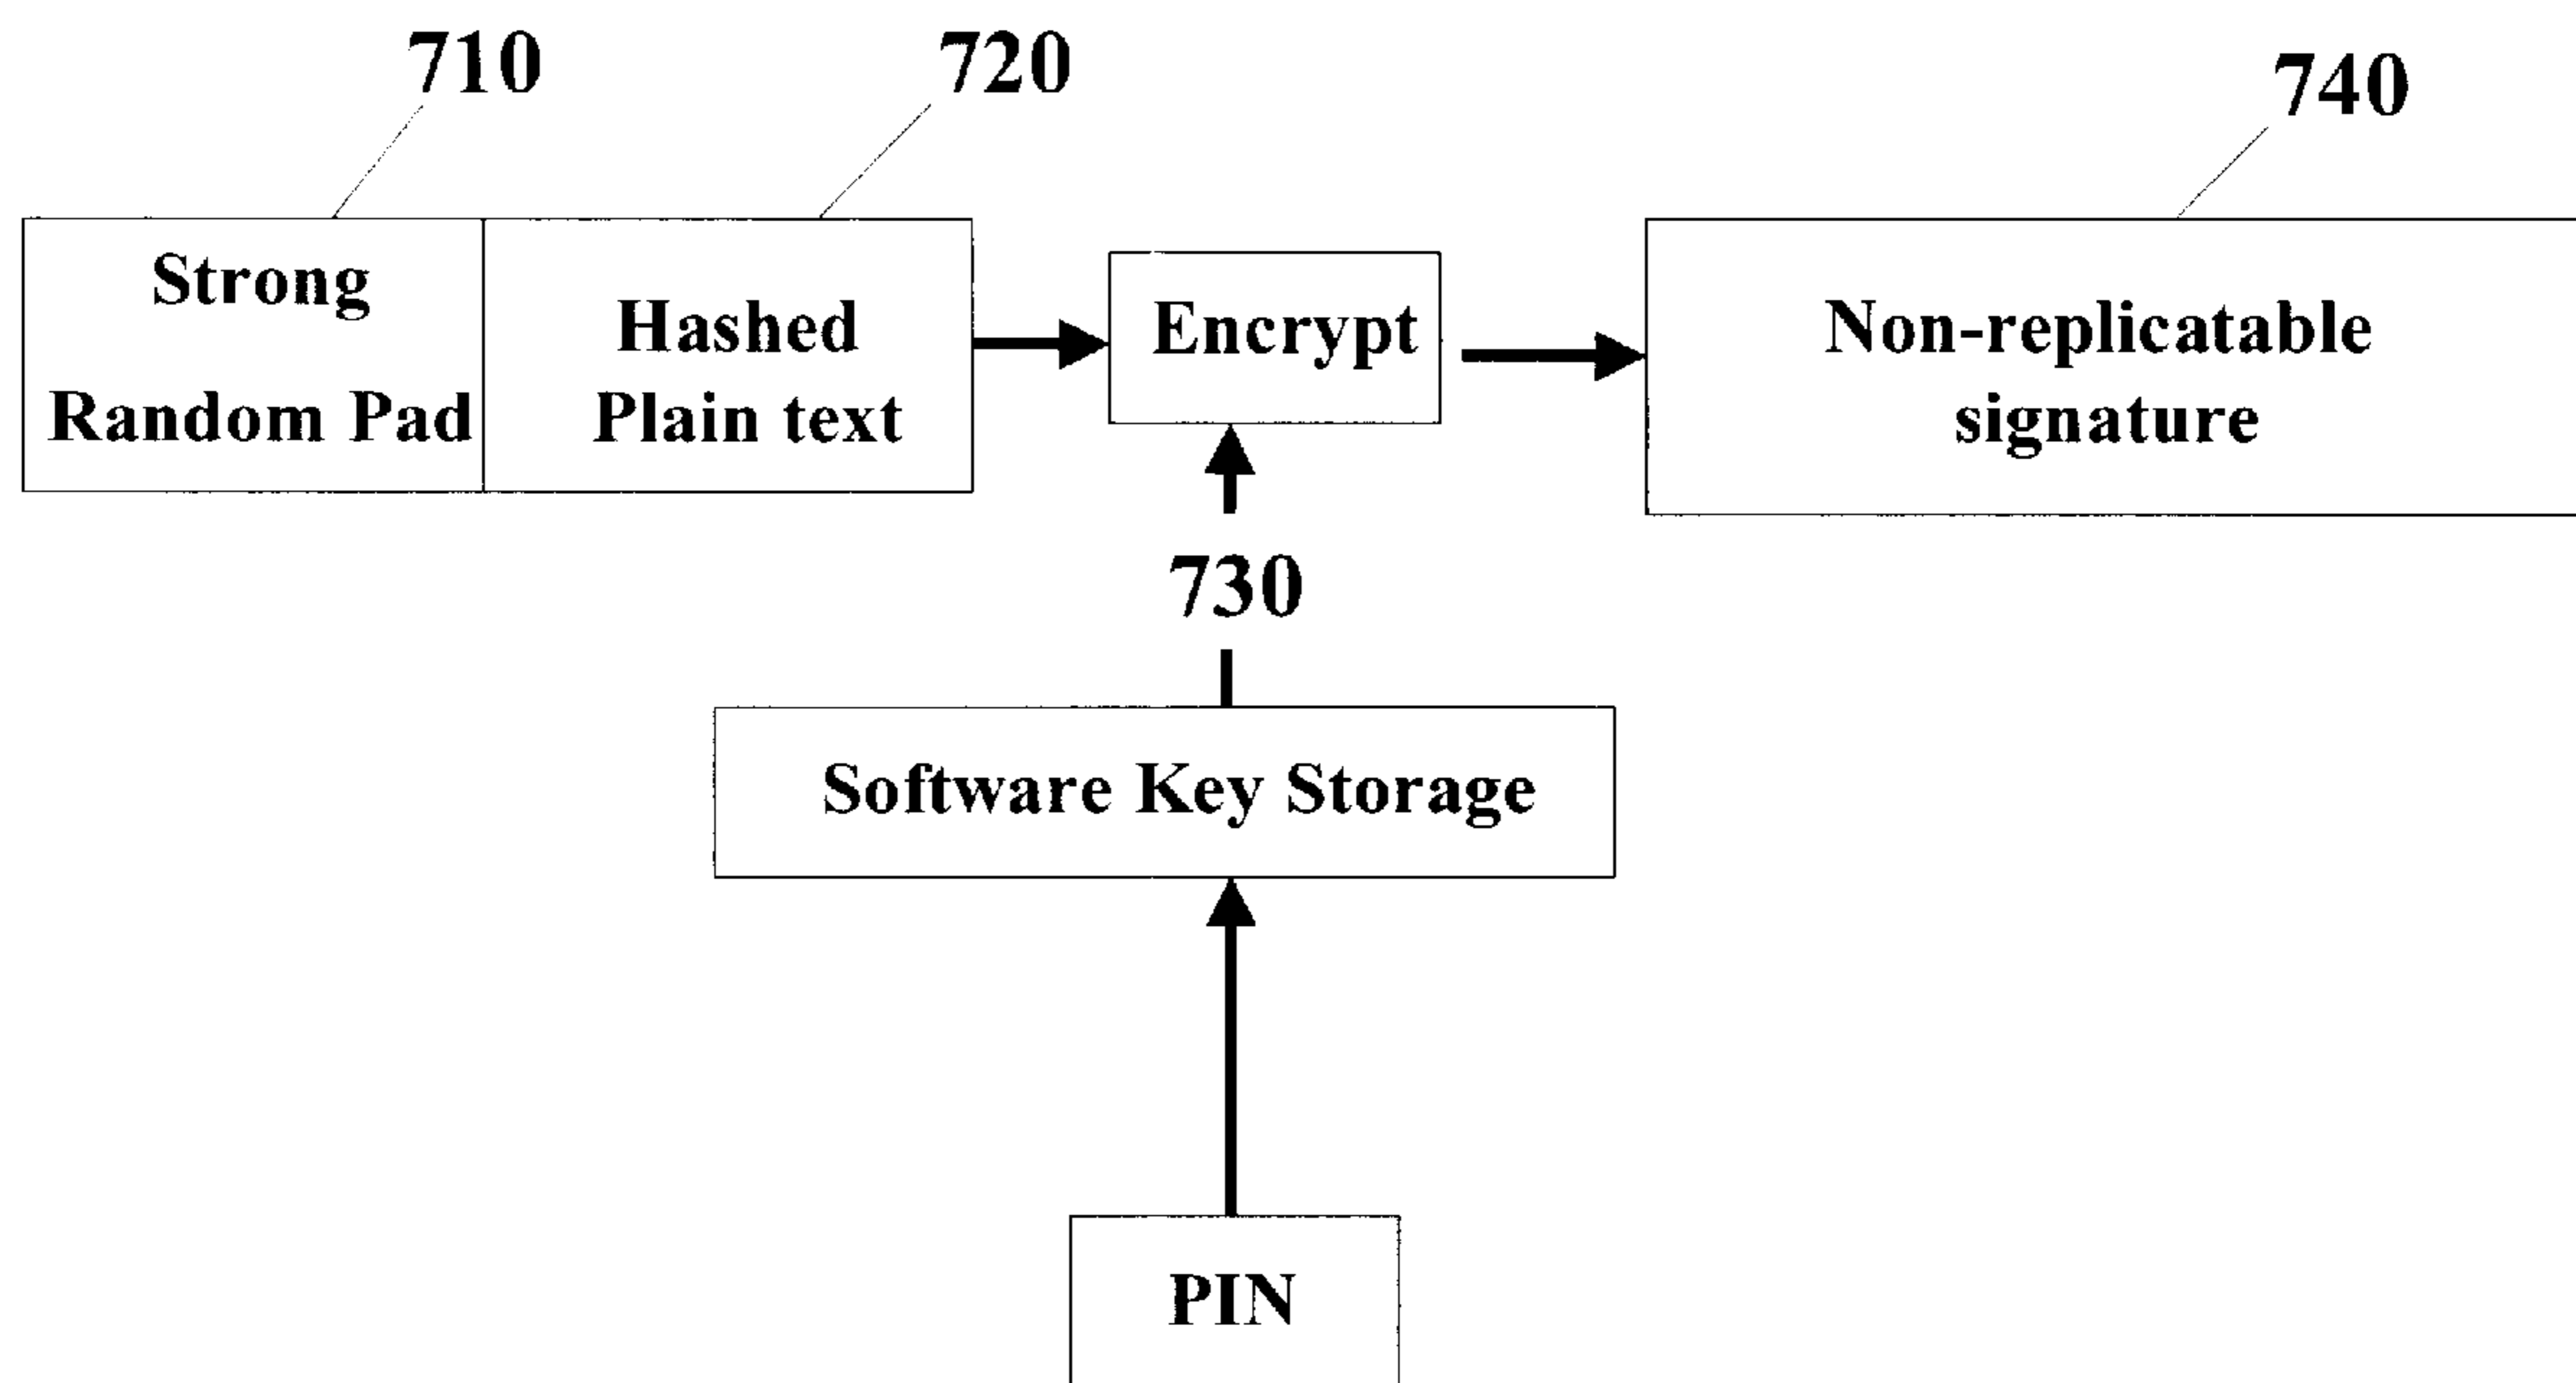 710
720
740
Strong
Random Pad
Hashed
Plain text
Encrypt
Non-replicatable
signature
730
Software Key Storage
PIN